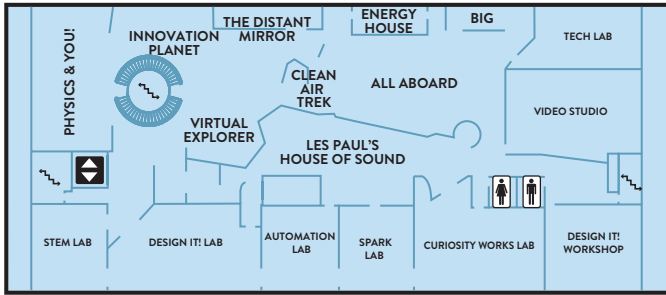 PHYSICS & YOU!
INNOVATION
PLANET
THE DISTANT
MIRROR
ENERGY
HOUSE
BIG
TECH LAB
CLEAN
AIR
TREK
ALL ABOARD
VIDEO STUDIO
VIRTUAL
EXPLORER
LES PAUL'S
HOUSE OF SOUND
STEM LAB
DESIGN IT! LAB
AUTOMATION
LAB
SPARK
LAB
CURIOSITY WORKS LAB
DESIGN IT!
WORKSHOP